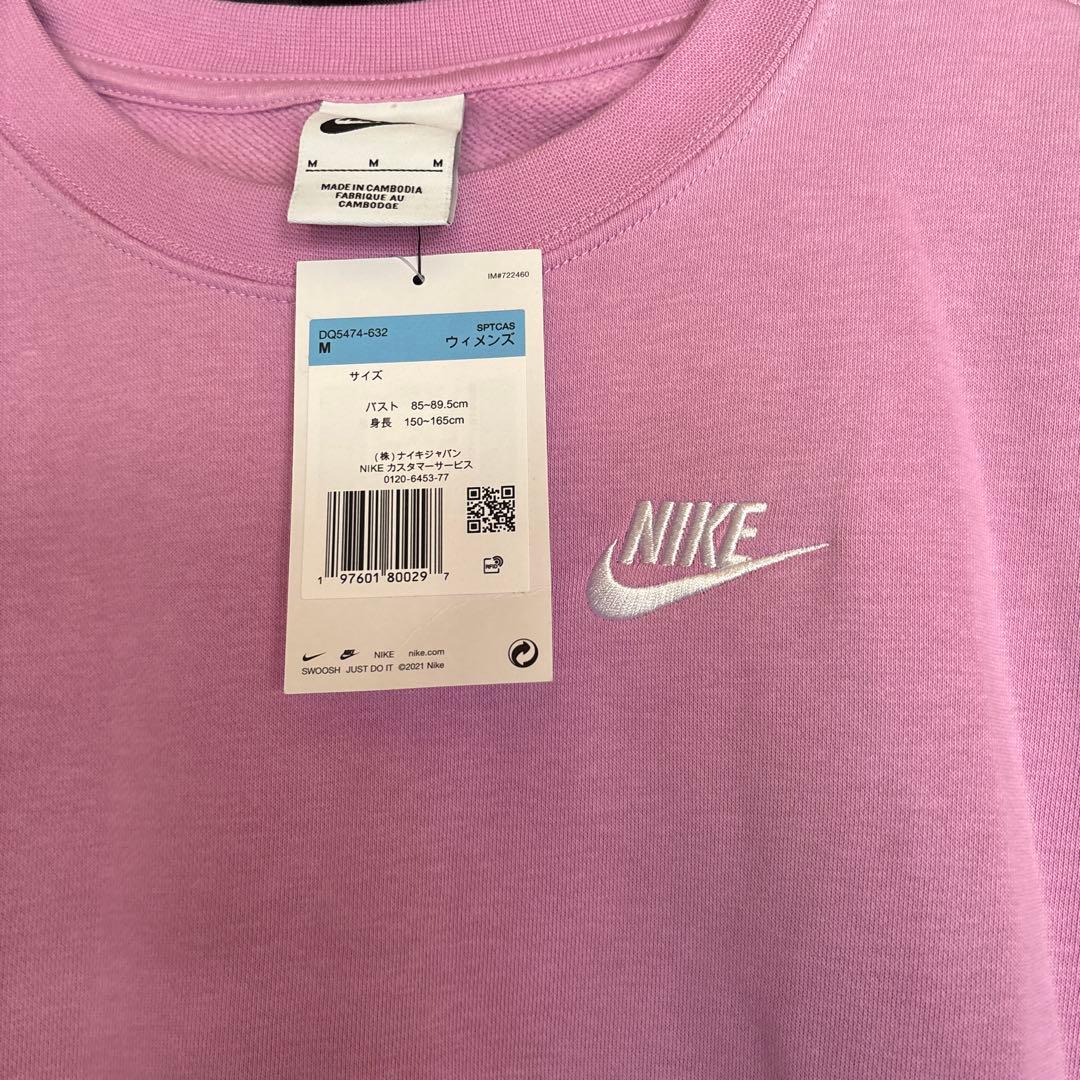 M M M
MADE IN CAMBODIA
FABRIQUE AU
CAMBODGE
IM#722460
DQ5474-632 SPTCAS
M ウィメンズ
サイズ
バスト 85~89.5cm
身長 150~165cm
(株)ナイキジャパン
NIKE カスタマーサービス
0120-6453-77
1 97601 80029 7
RFID
NIKE nike.com
SWOOSH JUST DO IT ©2021 Nike
NIKE